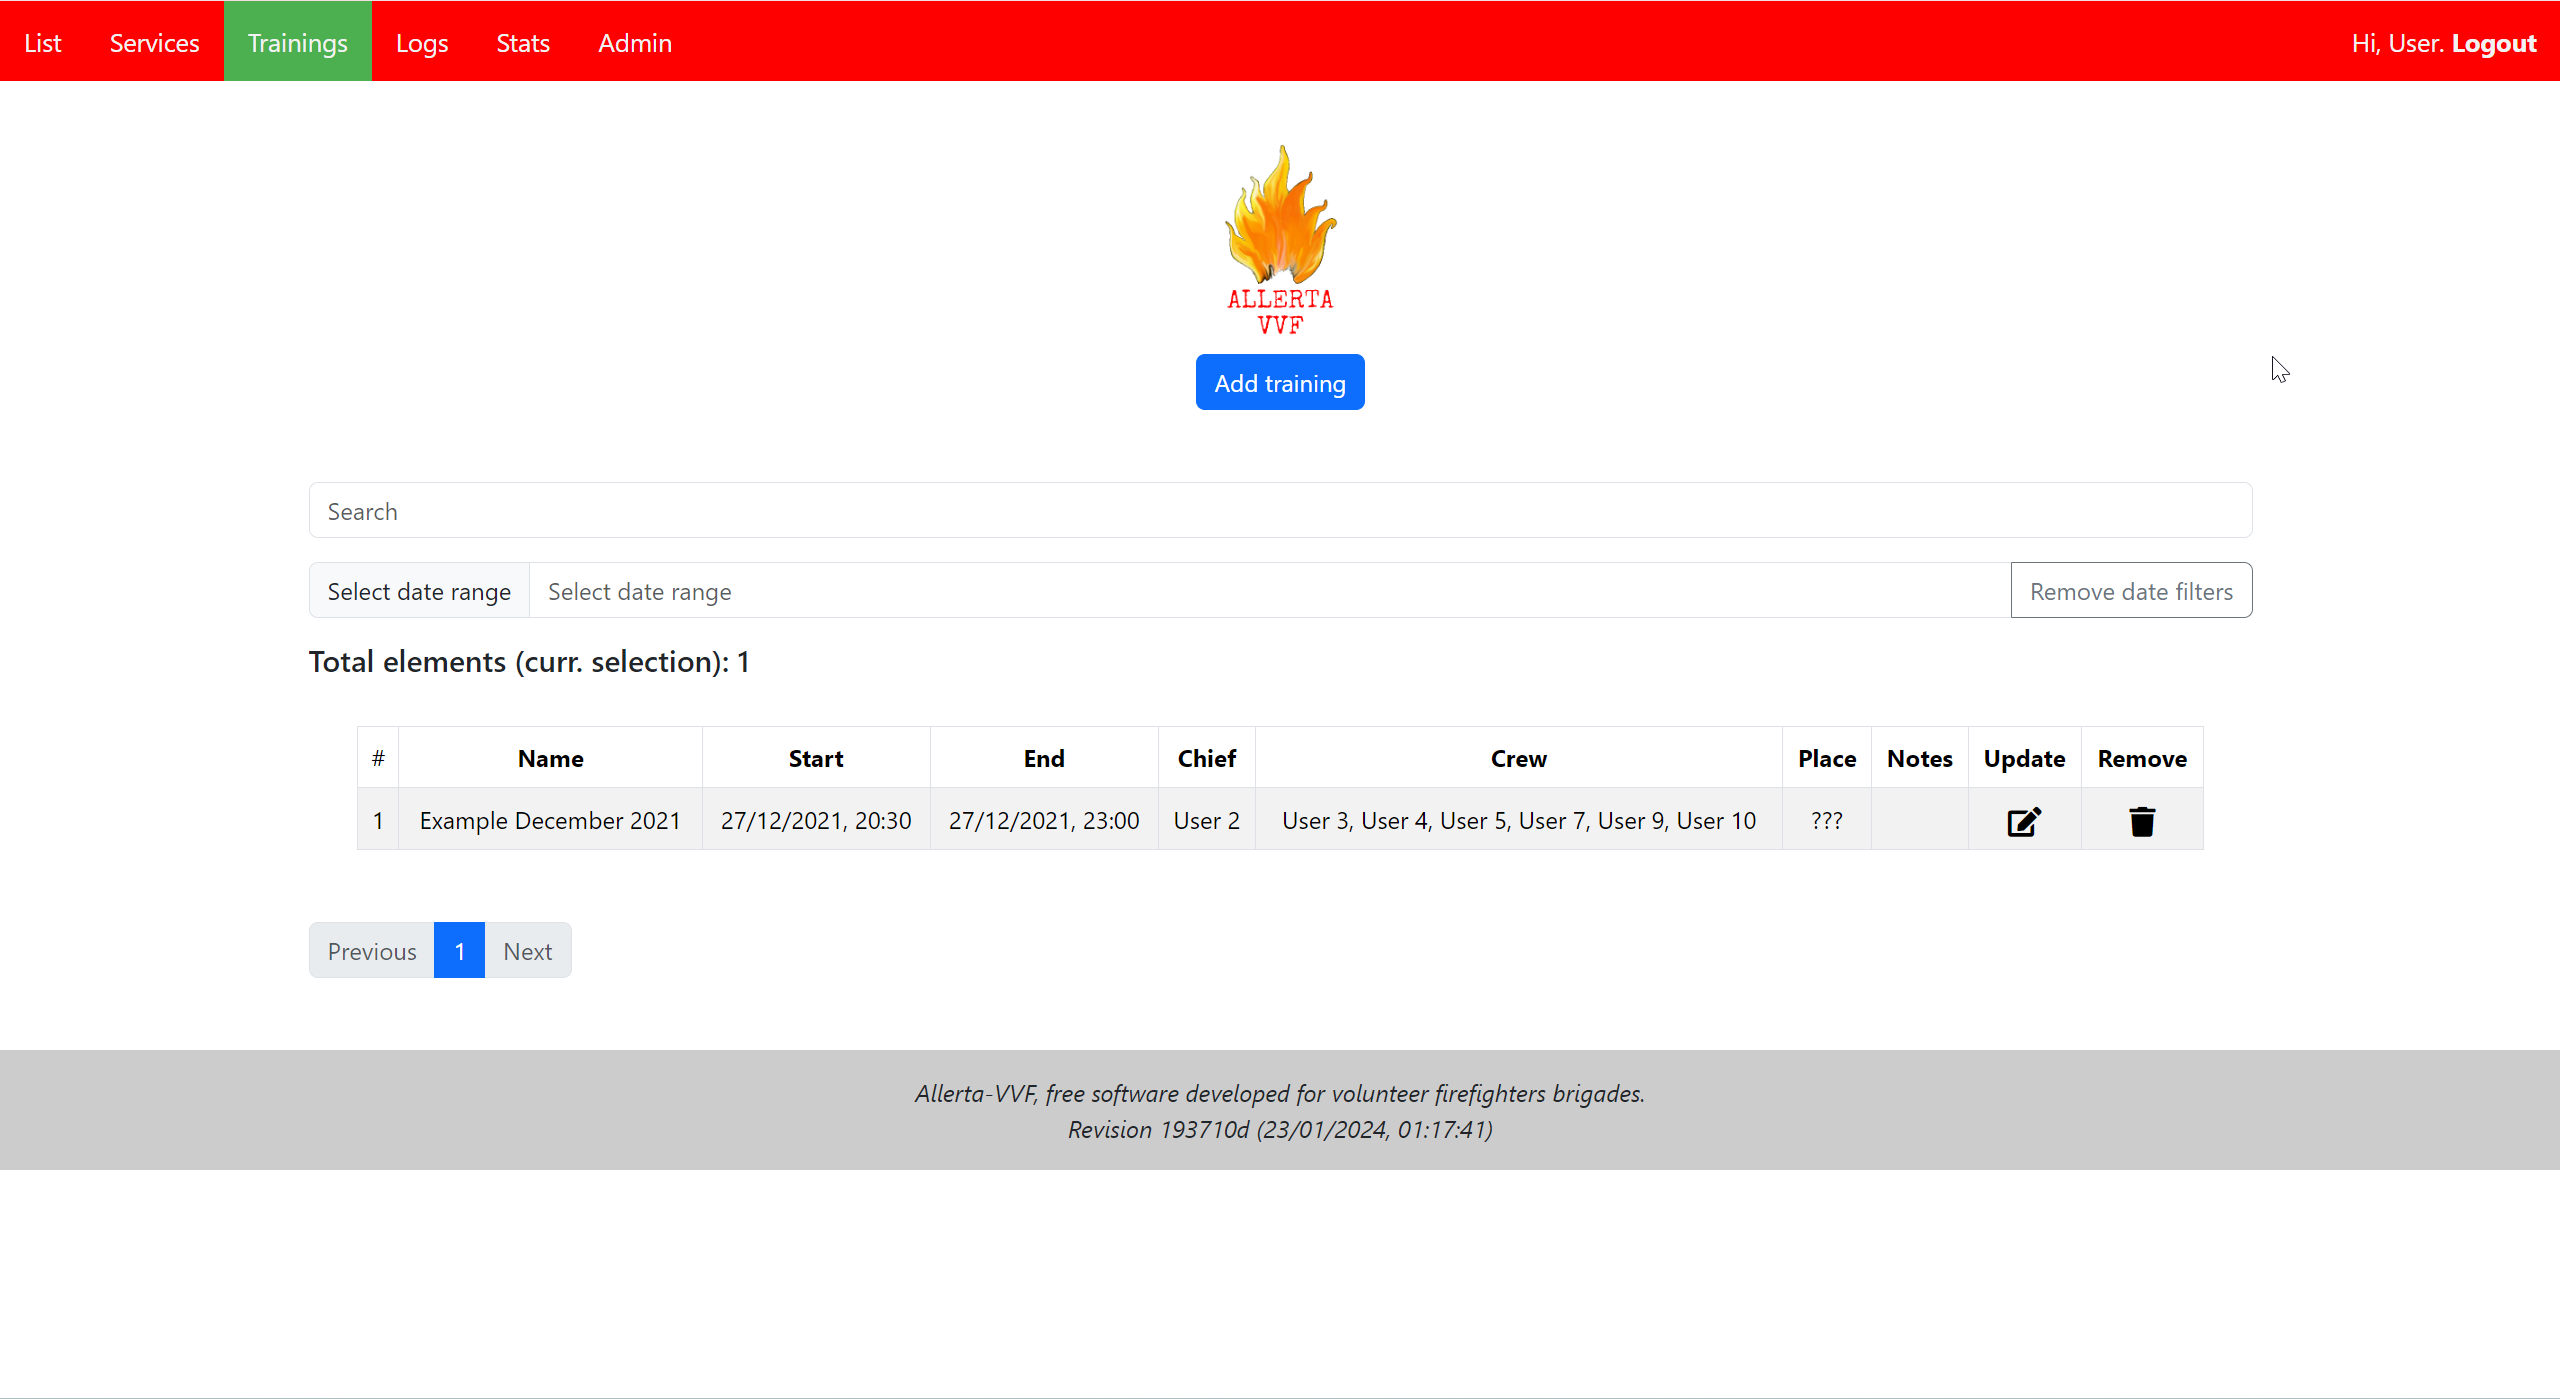 List Services Trainings Logs Stats Admin Hi, User. Logout
ALLERTA
VVF
Add training
Search
Select date range Select date range Remove date filters
Total elements (curr. selection): 1
# Name Start End Chief Crew Place Notes Update Remove
1 Example December 2021 27/12/2021, 20:30 27/12/2021, 23:00 User 2 User 3, User 4, User 5, User 7, User 9, User 10 ???
Previous 1 Next
Allerta-VVF, free software developed for volunteer firefighters brigades.
Revision 193710d (23/01/2024, 01:17:41)